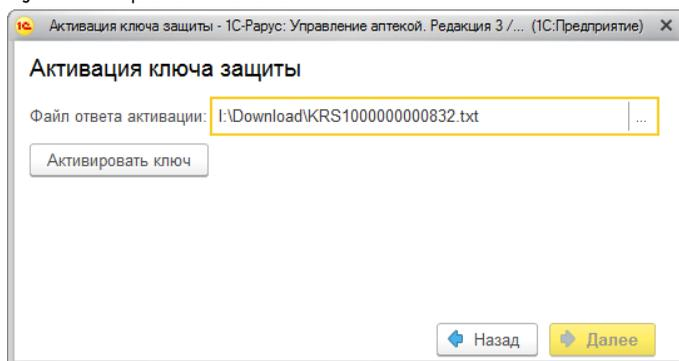 1С Активация ключа защиты - 1С-Рарус: Управление аптекой. Редакция 3 /... (1С:Предприятие) ×
Активация ключа защиты
Файл ответа активации: I:\Download\KRS1000000000832.txt ...
Активировать ключ
Назад Далее